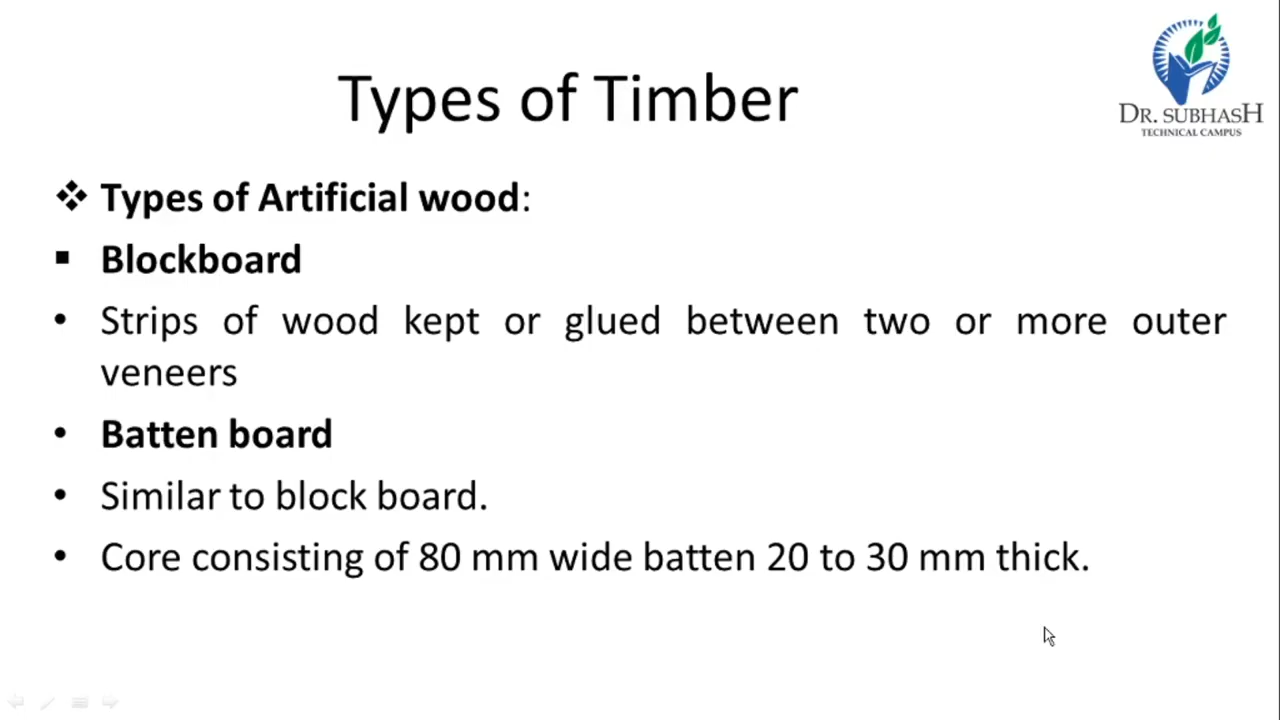 DR. SUBHASH
TECHNICAL CAMPUS
Types of Timber
❖ Types of Artificial wood:
▪ Blockboard
• Strips of wood kept or glued between two or more outer
veneers
• Batten board
• Similar to block board.
• Core consisting of 80 mm wide batten 20 to 30 mm thick.